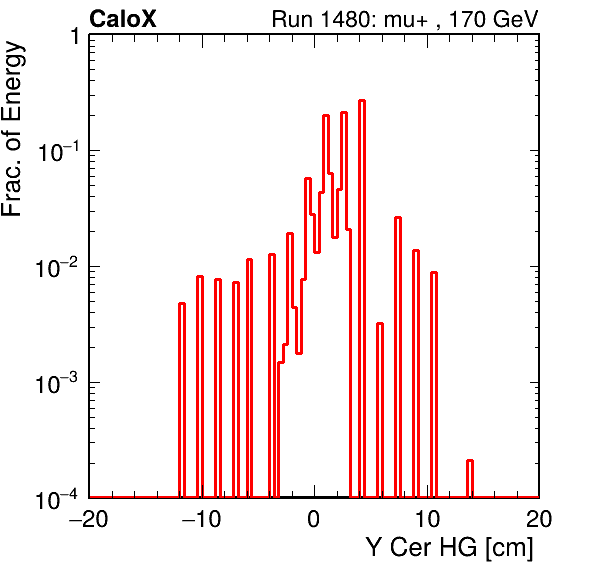 CaloX Run 1480: mu+ , 170 GeV
Frac. of Energy
1
10⁻¹
10⁻²
10⁻³
10⁻⁴
−20 −10 0 10 20
Y Cer HG [cm]